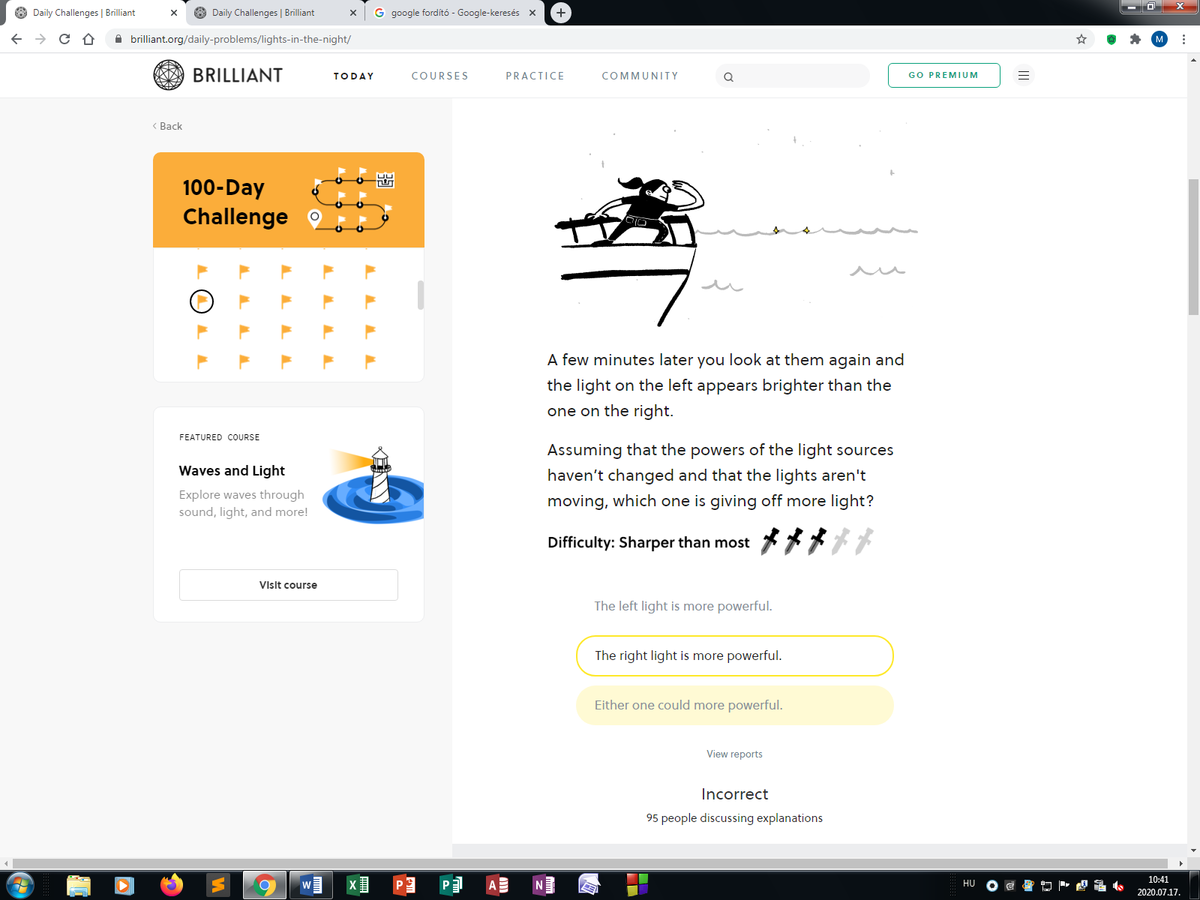 Daily Challenges | Brilliant
Daily Challenges | Brilliant
google fordító - Google-keresés
brilliant.org/daily-problems/lights-in-the-night/
M
BRILLIANT
TODAY
COURSES
PRACTICE
COMMUNITY
GO PREMIUM
< Back
100-Day
Challenge
FEATURED COURSE
Waves and Light
Explore waves through
sound, light, and more!
Visit course
A few minutes later you look at them again and
the light on the left appears brighter than the
one on the right.
Assuming that the powers of the light sources
haven't changed and that the lights aren't
moving, which one is giving off more light?
Difficulty: Sharper than most
The left light is more powerful.
The right light is more powerful.
Either one could more powerful.
View reports
Incorrect
95 people discussing explanations
HU
10:41
2020.07.17.